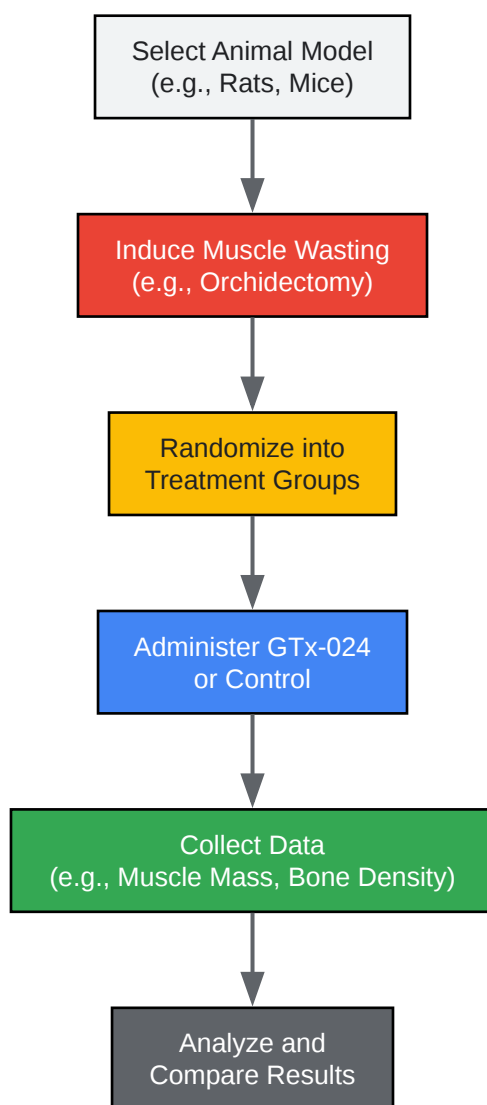 Select Animal Model
(e.g., Rats, Mice)
Induce Muscle Wasting
(e.g., Orchidectomy)
Randomize into
Treatment Groups
Administer GTx-024
or Control
Collect Data
(e.g., Muscle Mass, Bone Density)
Analyze and
Compare Results